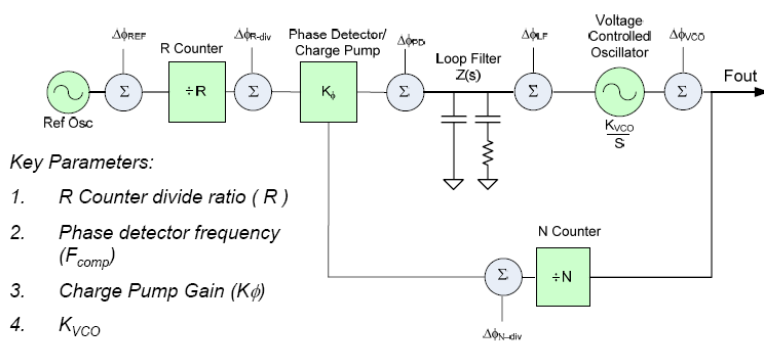 Voltage
Controlled
Oscillator
Phase Detector/
Charge Pump
R Counter
Loop Filter
Z(s)
ΔϕREF
ΔϕR-div
ΔϕPD
ΔϕLF
ΔϕVCO
Fout
Σ
÷R
Σ
Kϕ
Σ
Σ
Σ
Ref Osc
KVCO
S
Key Parameters:
1. R Counter divide ratio ( R )
2. Phase detector frequency
(Fcomp)
3. Charge Pump Gain (Kϕ)
4. KVCO
N Counter
Σ
÷N
ΔϕN-div